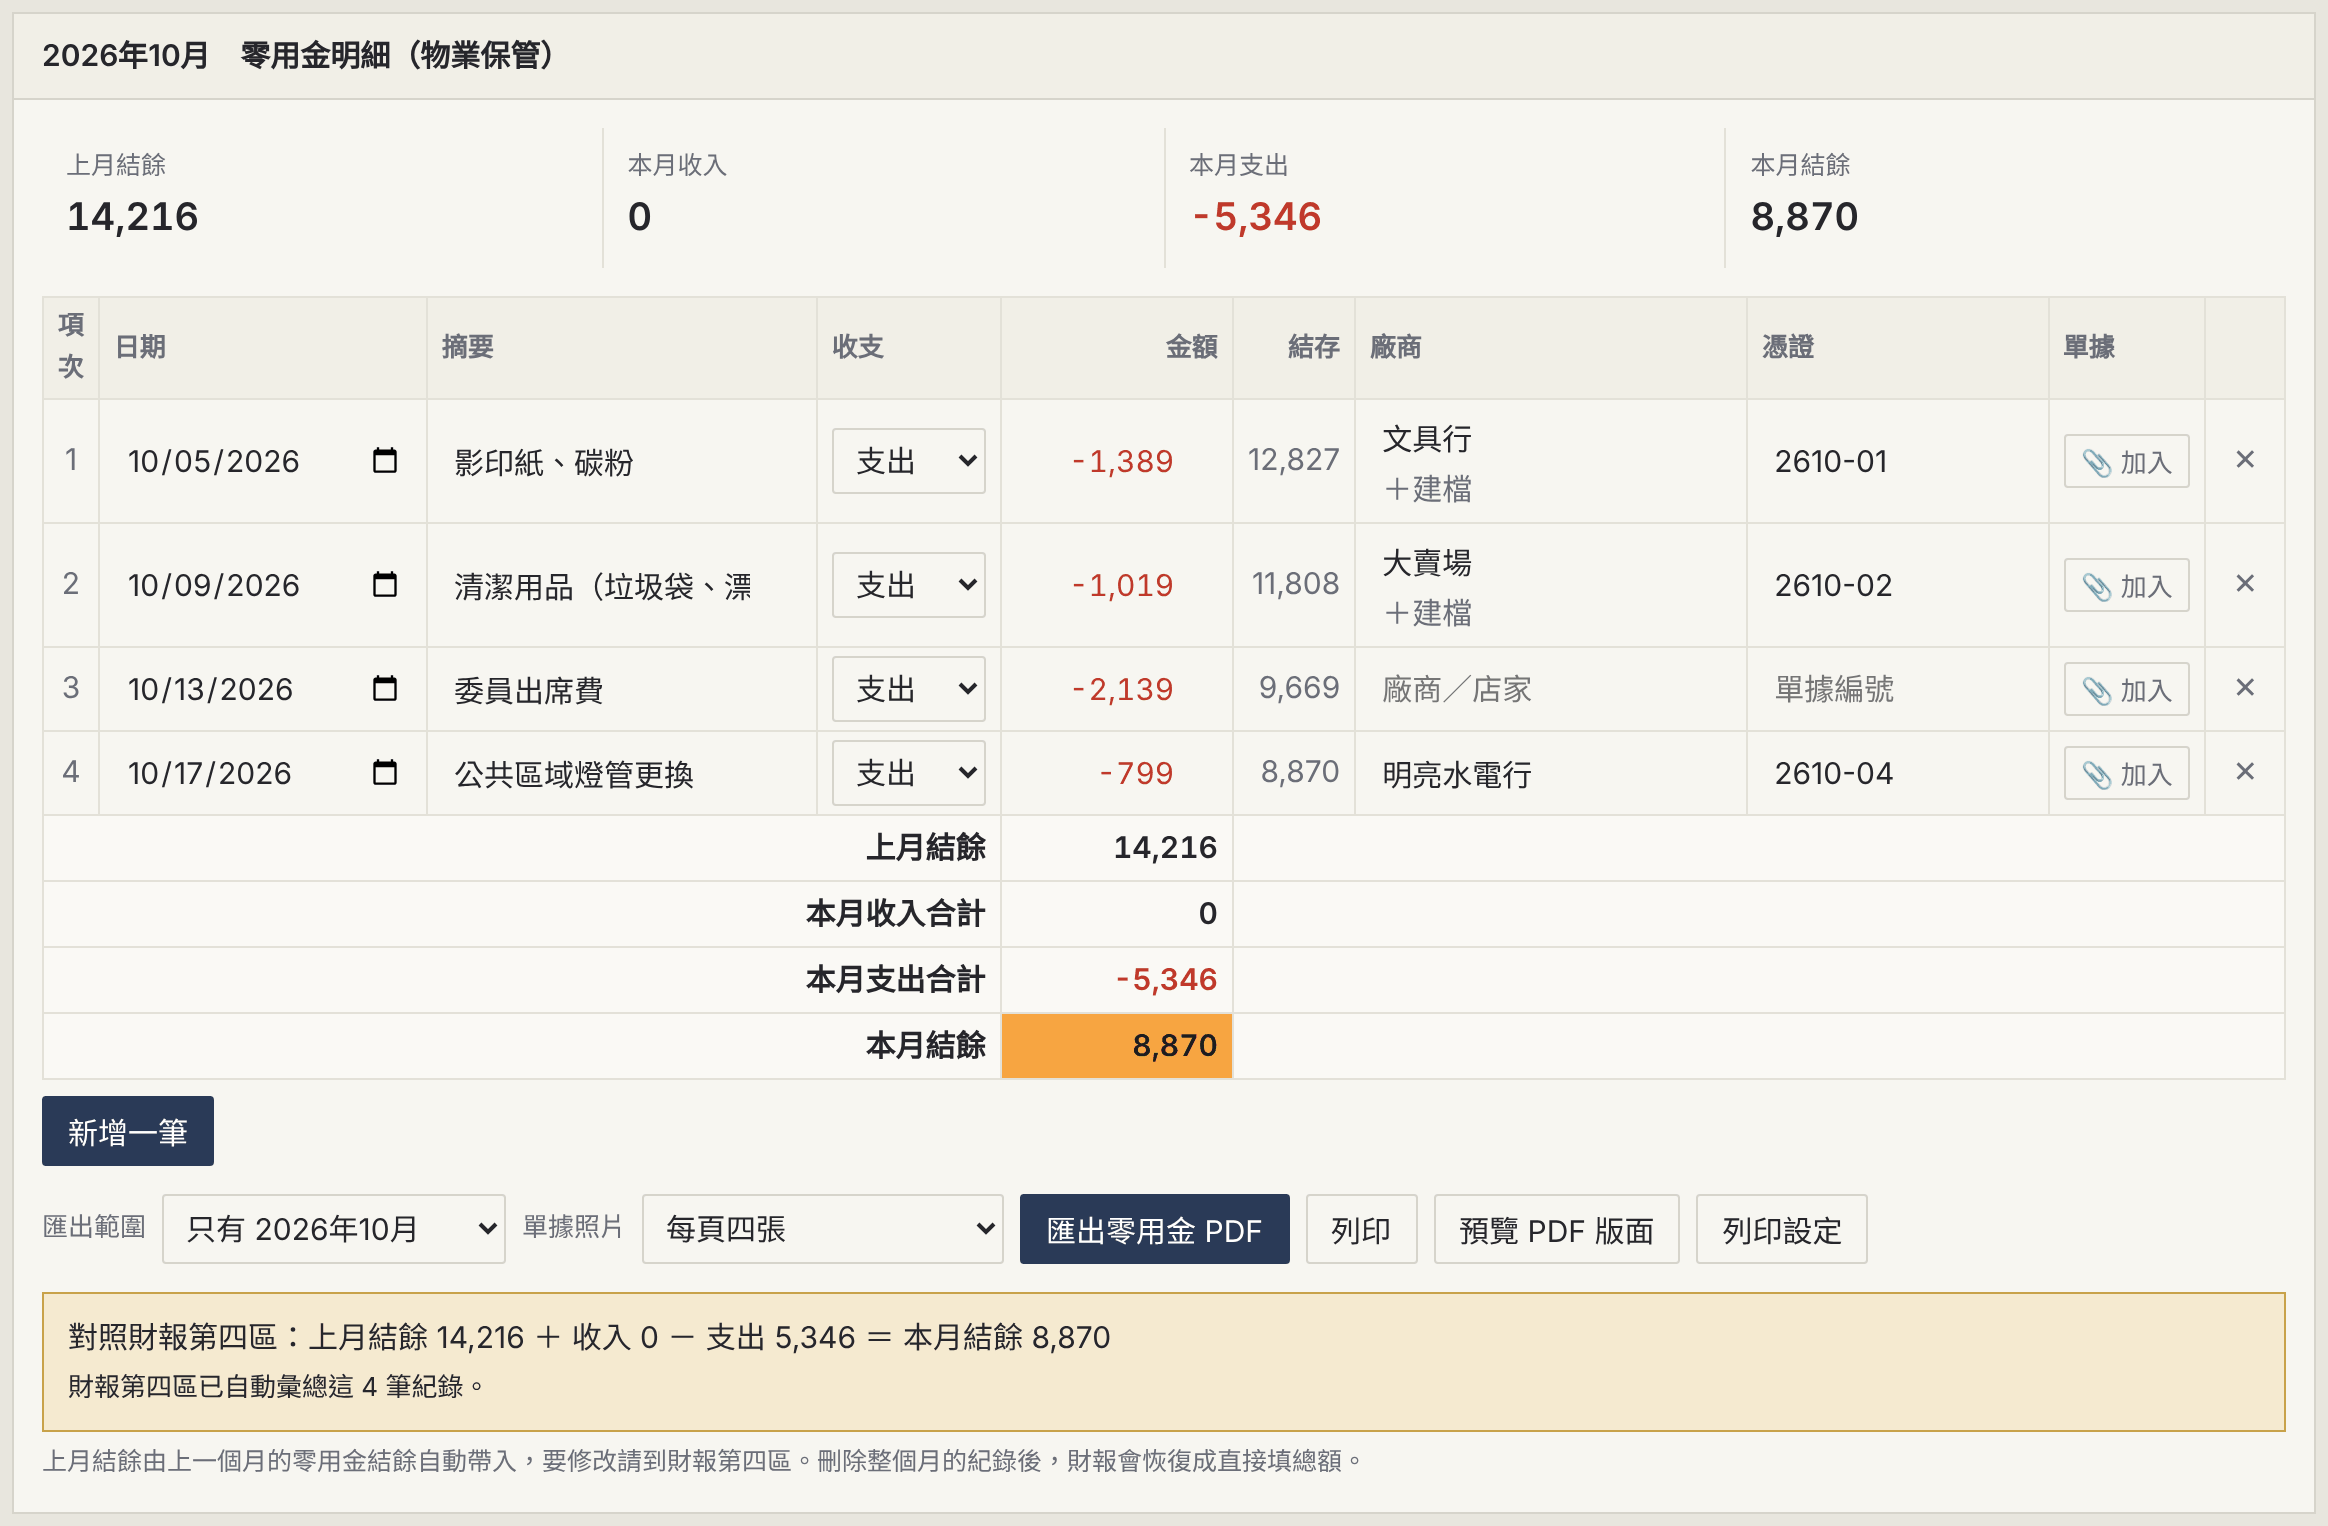 2026年10月　零用金明細（物業保管）
上月結餘
14,216
本月收入
0
本月支出
-5,346
本月結餘
8,870
項次 日期 摘要 收支 金額 結存 廠商 憑證 單據
1 10/05/2026 影印紙、碳粉 支出 -1,389 12,827 文具行 2610-01 加入 ×
＋建檔
2 10/09/2026 清潔用品（垃圾袋、漂 支出 -1,019 11,808 大賣場 2610-02 加入 ×
＋建檔
3 10/13/2026 委員出席費 支出 -2,139 9,669 廠商／店家 單據編號 加入 ×
4 10/17/2026 公共區域燈管更換 支出 -799 8,870 明亮水電行 2610-04 加入 ×
上月結餘 14,216
本月收入合計 0
本月支出合計 -5,346
本月結餘 8,870
新增一筆
匯出範圍 只有 2026年10月 單據照片 每頁四張 匯出零用金 PDF 列印 預覽 PDF 版面 列印設定
對照財報第四區：上月結餘 14,216 ＋ 收入 0 － 支出 5,346 ＝ 本月結餘 8,870
財報第四區已自動彙總這 4 筆紀錄。
上月結餘由上一個月的零用金結餘自動帶入，要修改請到財報第四區。刪除整個月的紀錄後，財報會恢復成直接填總額。